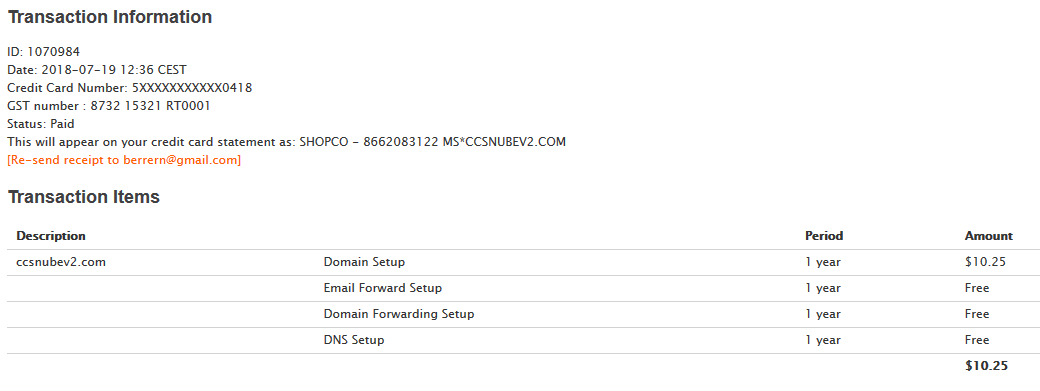 Transaction Information
ID: 1070984
Date: 2018-07-19 12:36 CEST
Credit Card Number: 5XXXXXXXXXXX0418
GST number : 8732 15321 RT0001
Status: Paid
This will appear on your credit card statement as: SHOPCO - 8662083122 MS*CCSNUBEV2.COM
[Re-send receipt to berrern@gmail.com]
Transaction Items
Description Period Amount
ccsnubev2.com Domain Setup 1 year $10.25
Email Forward Setup 1 year Free
Domain Forwarding Setup 1 year Free
DNS Setup 1 year Free
$10.25